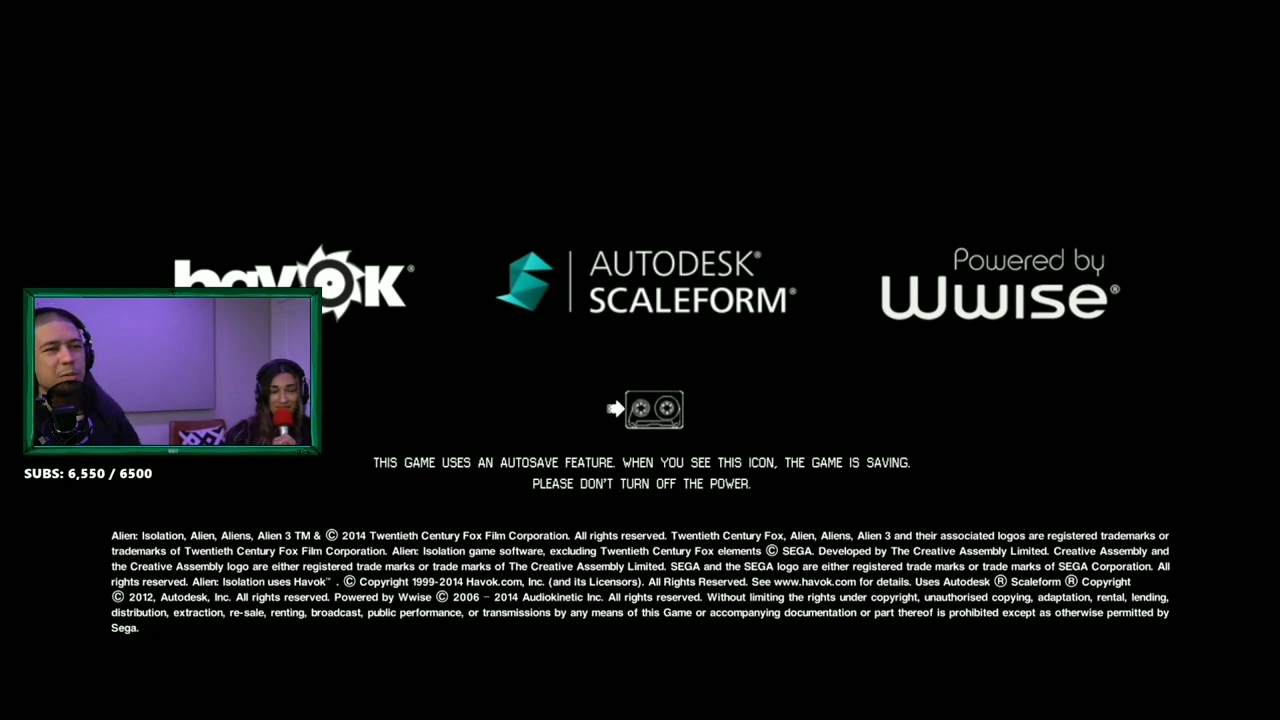 havok®
AUTODESK®
SCALEFORM®
Powered by
Wwise®
SUBS: 6,550 / 6500
THIS GAME USES AN AUTOSAVE FEATURE. WHEN YOU SEE THIS ICON, THE GAME IS SAVING.
PLEASE DON'T TURN OFF THE POWER.
Alien: Isolation, Alien, Aliens, Alien 3 TM & Ⓒ 2014 Twentieth Century Fox Film Corporation. All rights reserved. Twentieth Century Fox, Alien, Aliens, Alien 3 and their associated logos are registered trademarks or
trademarks of Twentieth Century Fox Film Corporation. Alien: Isolation game software, excluding Twentieth Century Fox elements Ⓒ SEGA. Developed by The Creative Assembly Limited. Creative Assembly and
the Creative Assembly logo are either registered trade marks or trade marks of The Creative Assembly Limited. SEGA and the SEGA logo are either registered trade marks or trade marks of SEGA Corporation. All
rights reserved. Alien: Isolation uses Havok™ . Ⓒ Copyright 1999-2014 Havok.com, Inc. (and its Licensors). All Rights Reserved. See www.havok.com for details. Uses Autodesk Ⓡ Scaleform Ⓡ Copyright
Ⓒ 2012, Autodesk, Inc. All rights reserved. Powered by Wwise Ⓒ 2006 – 2014 Audiokinetic Inc. All rights reserved. Without limiting the rights under copyright, unauthorised copying, adaptation, rental, lending,
distribution, extraction, re-sale, renting, broadcast, public performance, or transmissions by any means of this Game or accompanying documentation or part thereof is prohibited except as otherwise permitted by
Sega.